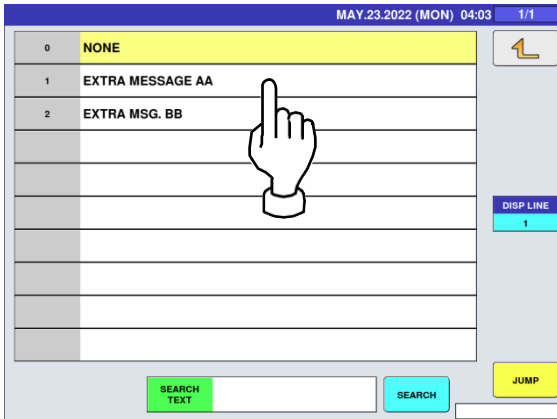 MAY.23.2022 (MON) 04:03 1/1
0 NONE
1 EXTRA MESSAGE AA
2 EXTRA MSG. BB
DISP LINE
1
SEARCH
TEXT
SEARCH
JUMP